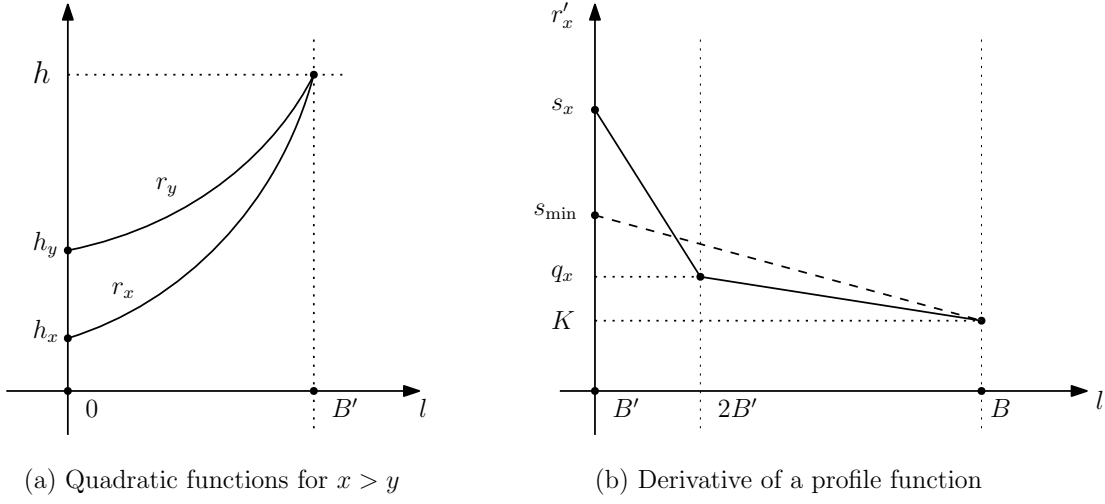 h
h_y
h_x
r_y
r_x
0
B′
l
(a) Quadratic functions for x > y
r′_x
s_x
s_min
q_x
K
B′
2B′
B
l
(b) Derivative of a profile function